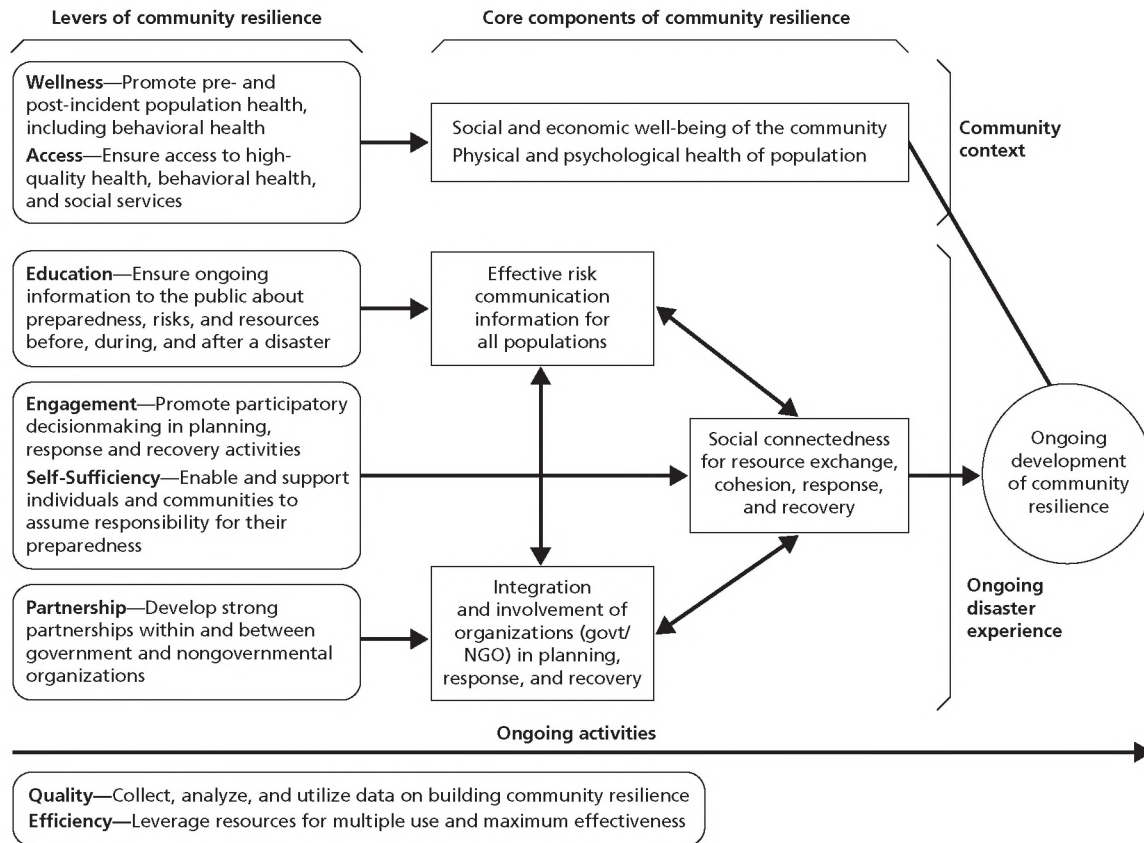 Levers of community resilience
Core components of community resilience
Wellness—Promote pre- and
post-incident population health,
including behavioral health
Access—Ensure access to high-
quality health, behavioral health,
and social services
Social and economic well-being of the community
Physical and psychological health of population
Community
context
Education—Ensure ongoing
information to the public about
preparedness, risks, and resources
before, during, and after a disaster
Effective risk
communication
information for
all populations
Engagement—Promote participatory
decisionmaking in planning,
response and recovery activities
Self-Sufficiency—Enable and support
individuals and communities to
assume responsibility for their
preparedness
Social connectedness
for resource exchange,
cohesion, response,
and recovery
Ongoing
development
of community
resilience
Partnership—Develop strong
partnerships within and between
government and nongovernmental
organizations
Integration
and involvement of
organizations (govt/
NGO) in planning,
response, and recovery
Ongoing
disaster
experience
Ongoing activities
Quality—Collect, analyze, and utilize data on building community resilience
Efficiency—Leverage resources for multiple use and maximum effectiveness